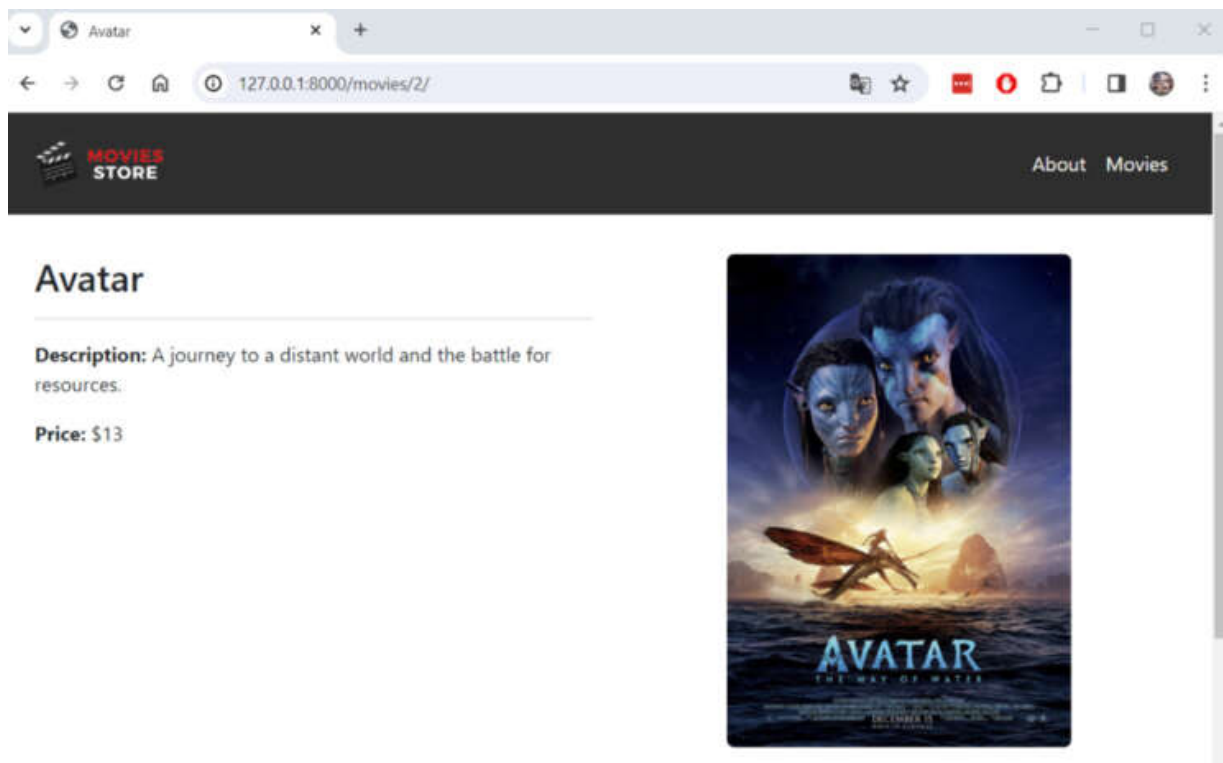 Avatar
127.0.0.1:8000/movies/2/
MOVIES
STORE
About Movies
Avatar
Description: A journey to a distant world and the battle for
resources.
Price: $13
AVATAR
THE WAY OF WATER
DECEMBER 15